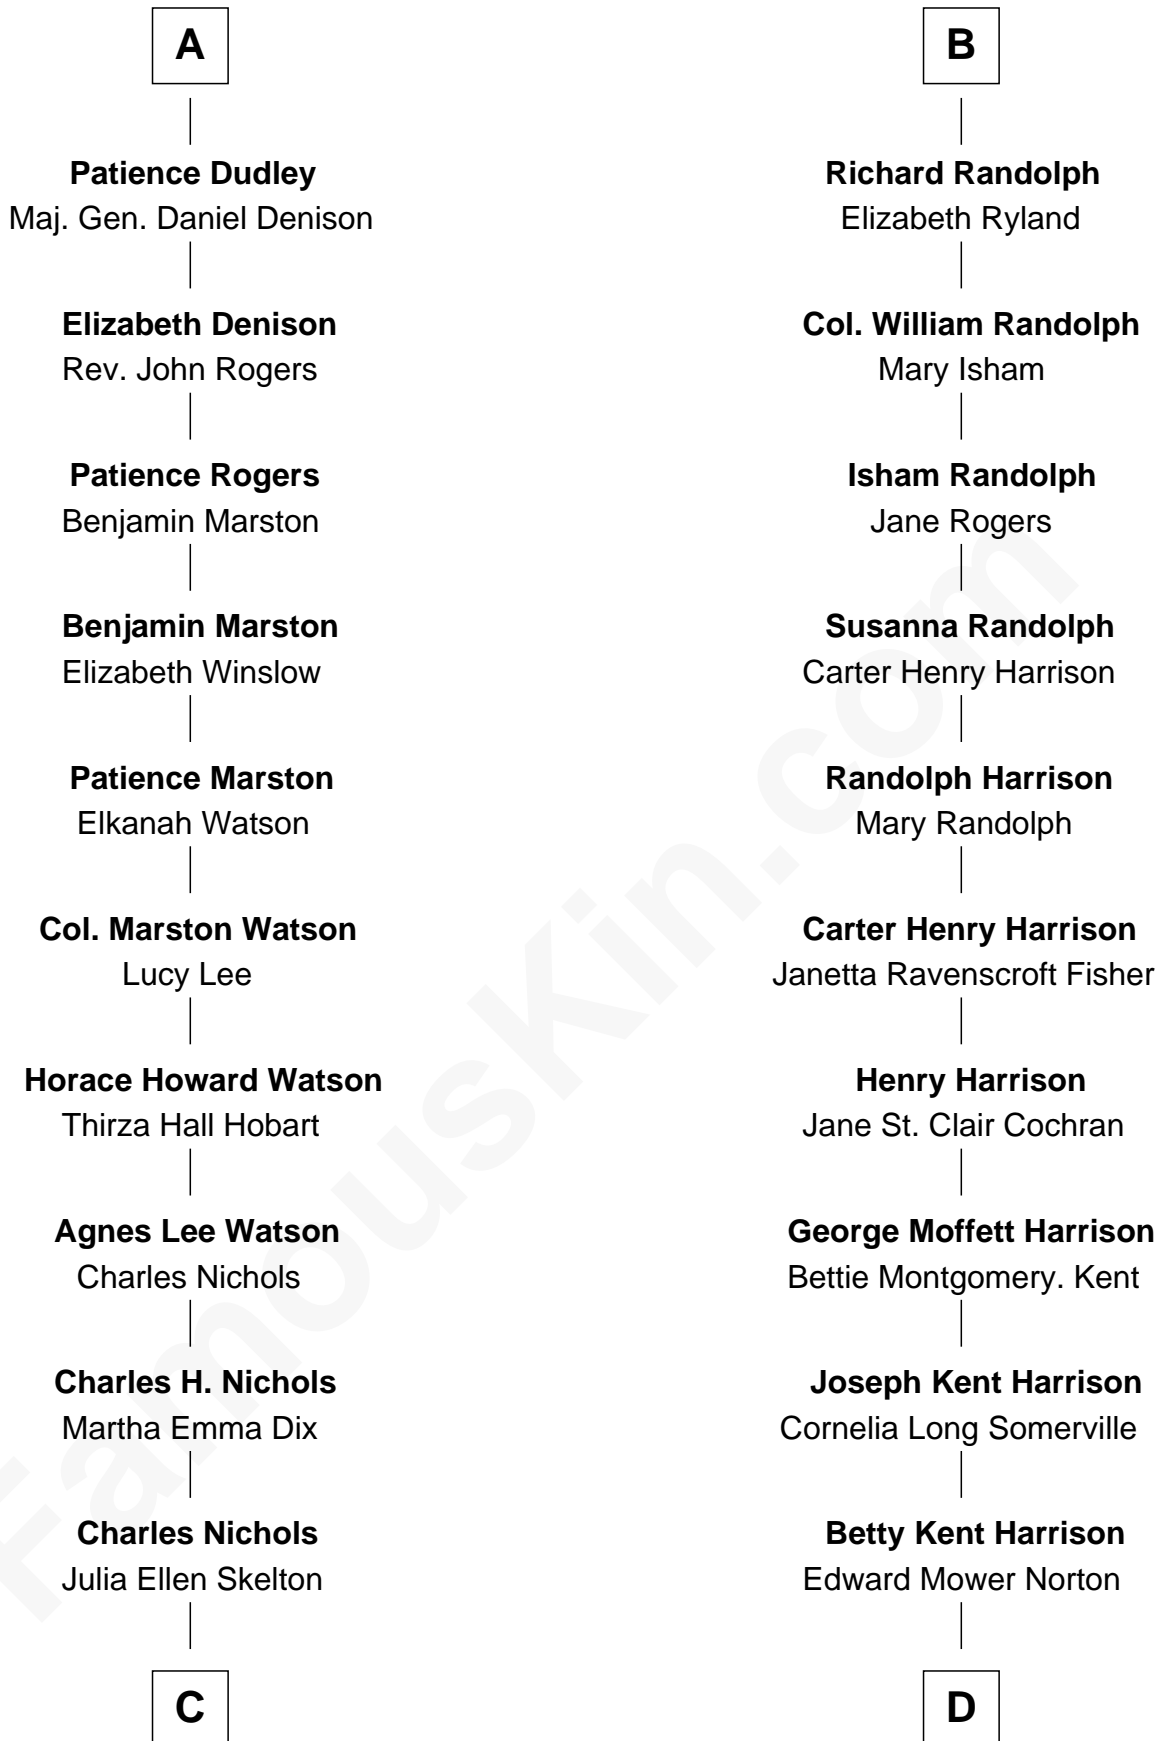 A
Patience Dudley
Maj. Gen. Daniel Denison
Elizabeth Denison
Rev. John Rogers
Patience Rogers
Benjamin Marston
Benjamin Marston
Elizabeth Winslow
Patience Marston
Elkanah Watson
Col. Marston Watson
Lucy Lee
Horace Howard Watson
Thirza Hall Hobart
Agnes Lee Watson
Charles Nichols
Charles H. Nichols
Martha Emma Dix
Charles Nichols
Julia Ellen Skelton
C
B
Richard Randolph
Elizabeth Ryland
Col. William Randolph
Mary Isham
Isham Randolph
Jane Rogers
Susanna Randolph
Carter Henry Harrison
Randolph Harrison
Mary Randolph
Carter Henry Harrison
Janetta Ravenscroft Fisher
Henry Harrison
Jane St. Clair Cochran
George Moffett Harrison
Bettie Montgomery. Kent
Joseph Kent Harrison
Cornelia Long Somerville
Betty Kent Harrison
Edward Mower Norton
D
FamousKin.com